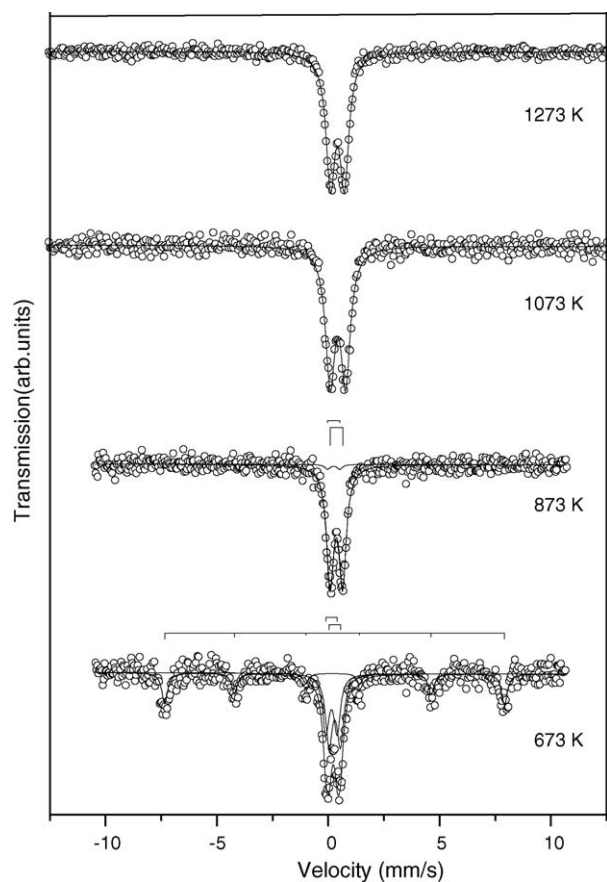 1273 K
1073 K
873 K
673 K
Transmission(arb.units)
-10 -5 0 5 10
Velocity (mm/s)